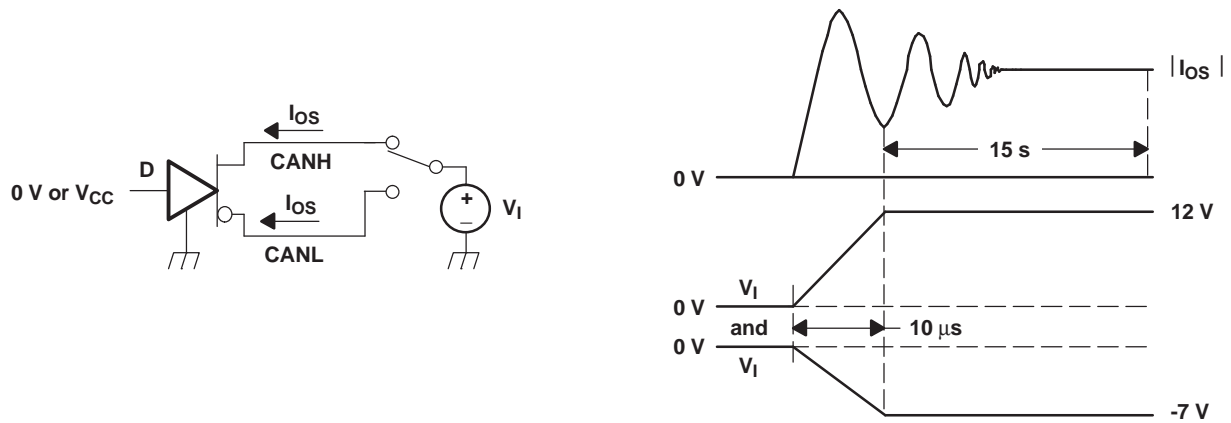 I_OS
CANH
D
0 V or V_CC
I_OS
CANL
+
–
V_I
|I_OS|
15 s
0 V
12 V
V_I
0 V
and
10 μs
0 V
V_I
-7 V